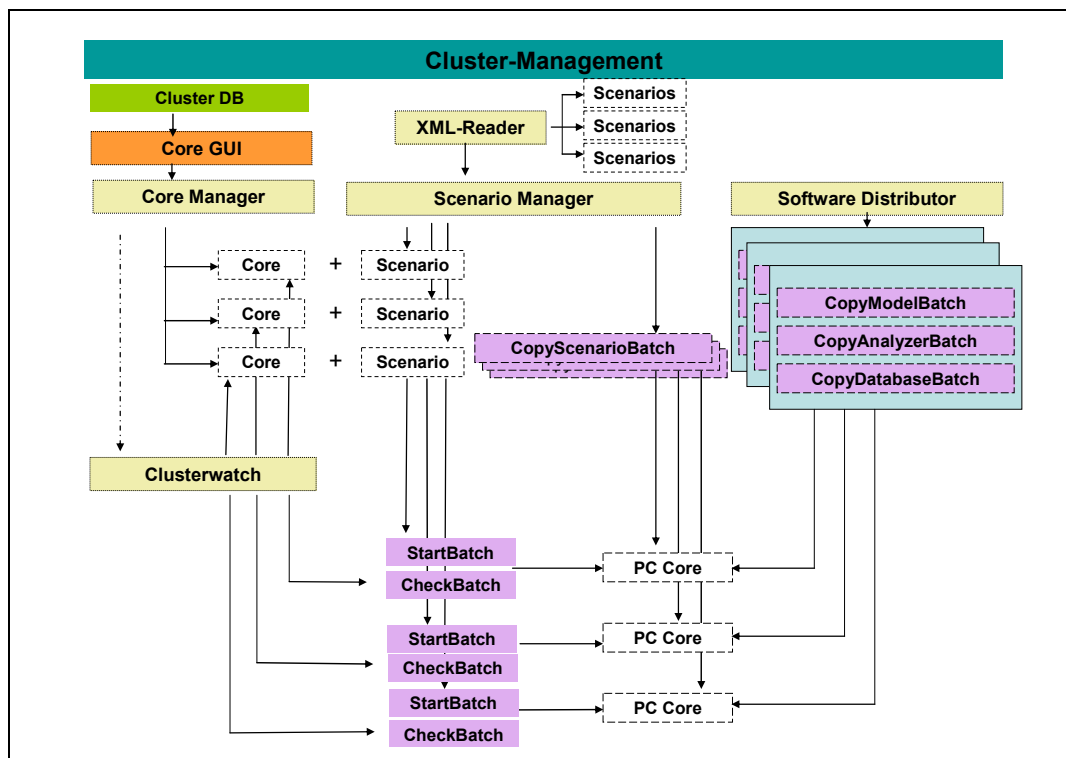 Cluster-Management
Cluster DB
Core GUI
Core Manager
XML-Reader
Scenarios
Scenarios
Scenarios
Scenario Manager
Software Distributor
Core + Scenario
Core + Scenario
Core + Scenario
CopyScenarioBatch
CopyModelBatch
CopyAnalyzerBatch
CopyDatabaseBatch
Clusterwatch
StartBatch
CheckBatch
PC Core
StartBatch
CheckBatch
PC Core
StartBatch
CheckBatch
PC Core